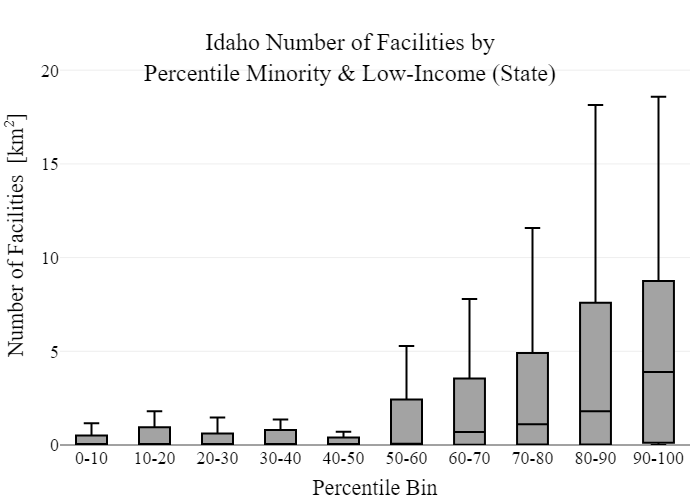 Idaho Number of Facilities by
Percentile Minority & Low-Income (State)
Number of Facilities [km²]
20
15
10
5
0
0-10 10-20 20-30 30-40 40-50 50-60 60-70 70-80 80-90 90-100
Percentile Bin